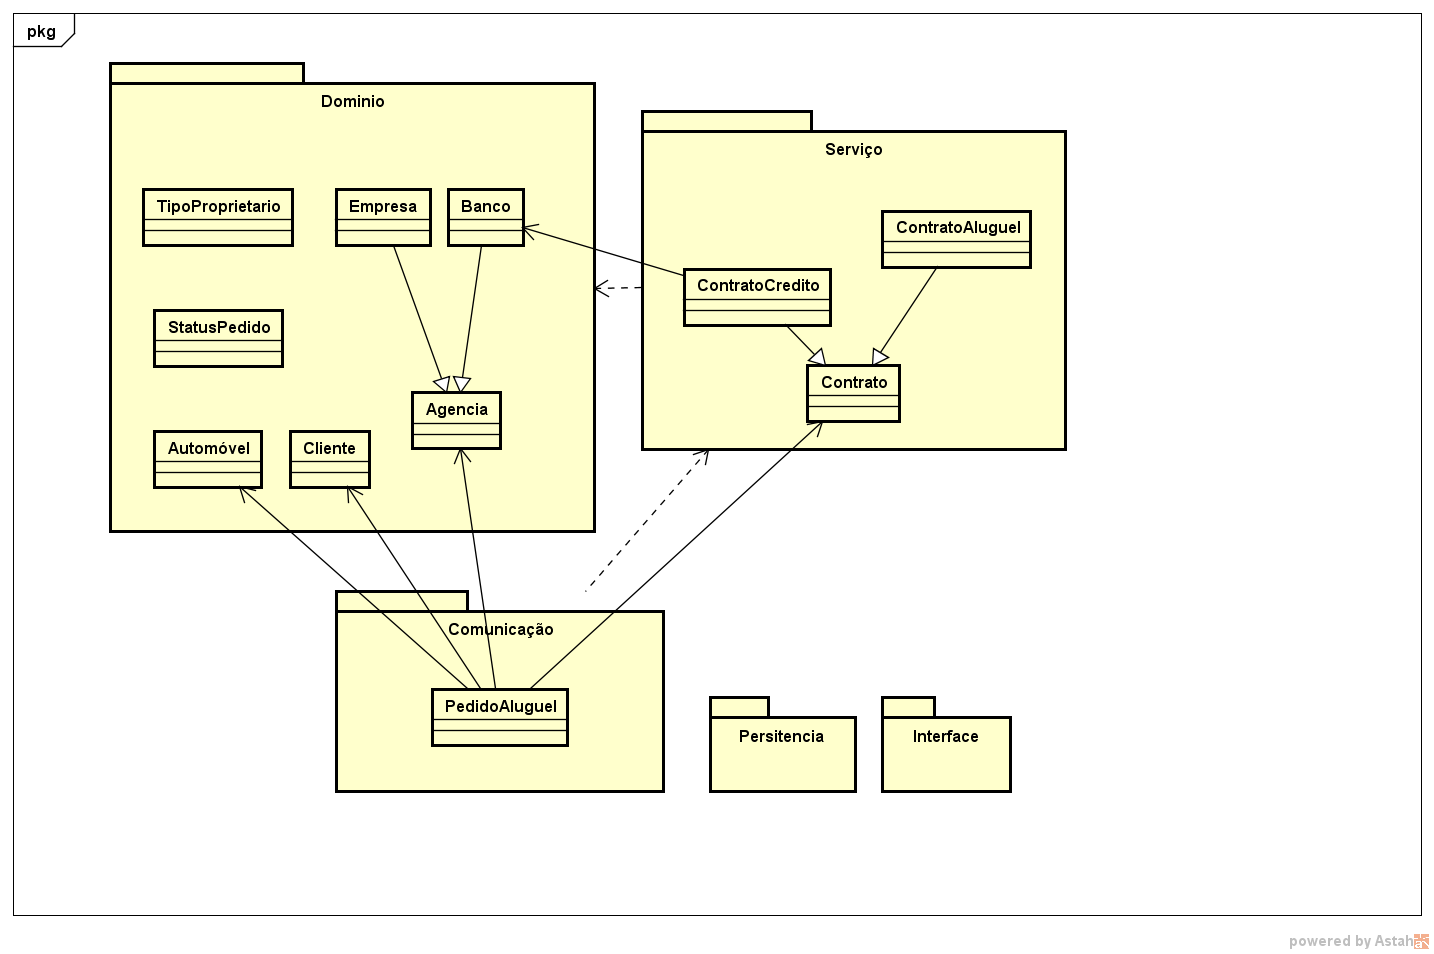 pkg
Dominio
Serviço
TipoProprietario
Empresa
Banco
ContratoAluguel
ContratoCredito
StatusPedido
Contrato
Agencia
Automóvel
Cliente
Comunicação
PedidoAluguel
Persitencia
Interface
powered by Astah